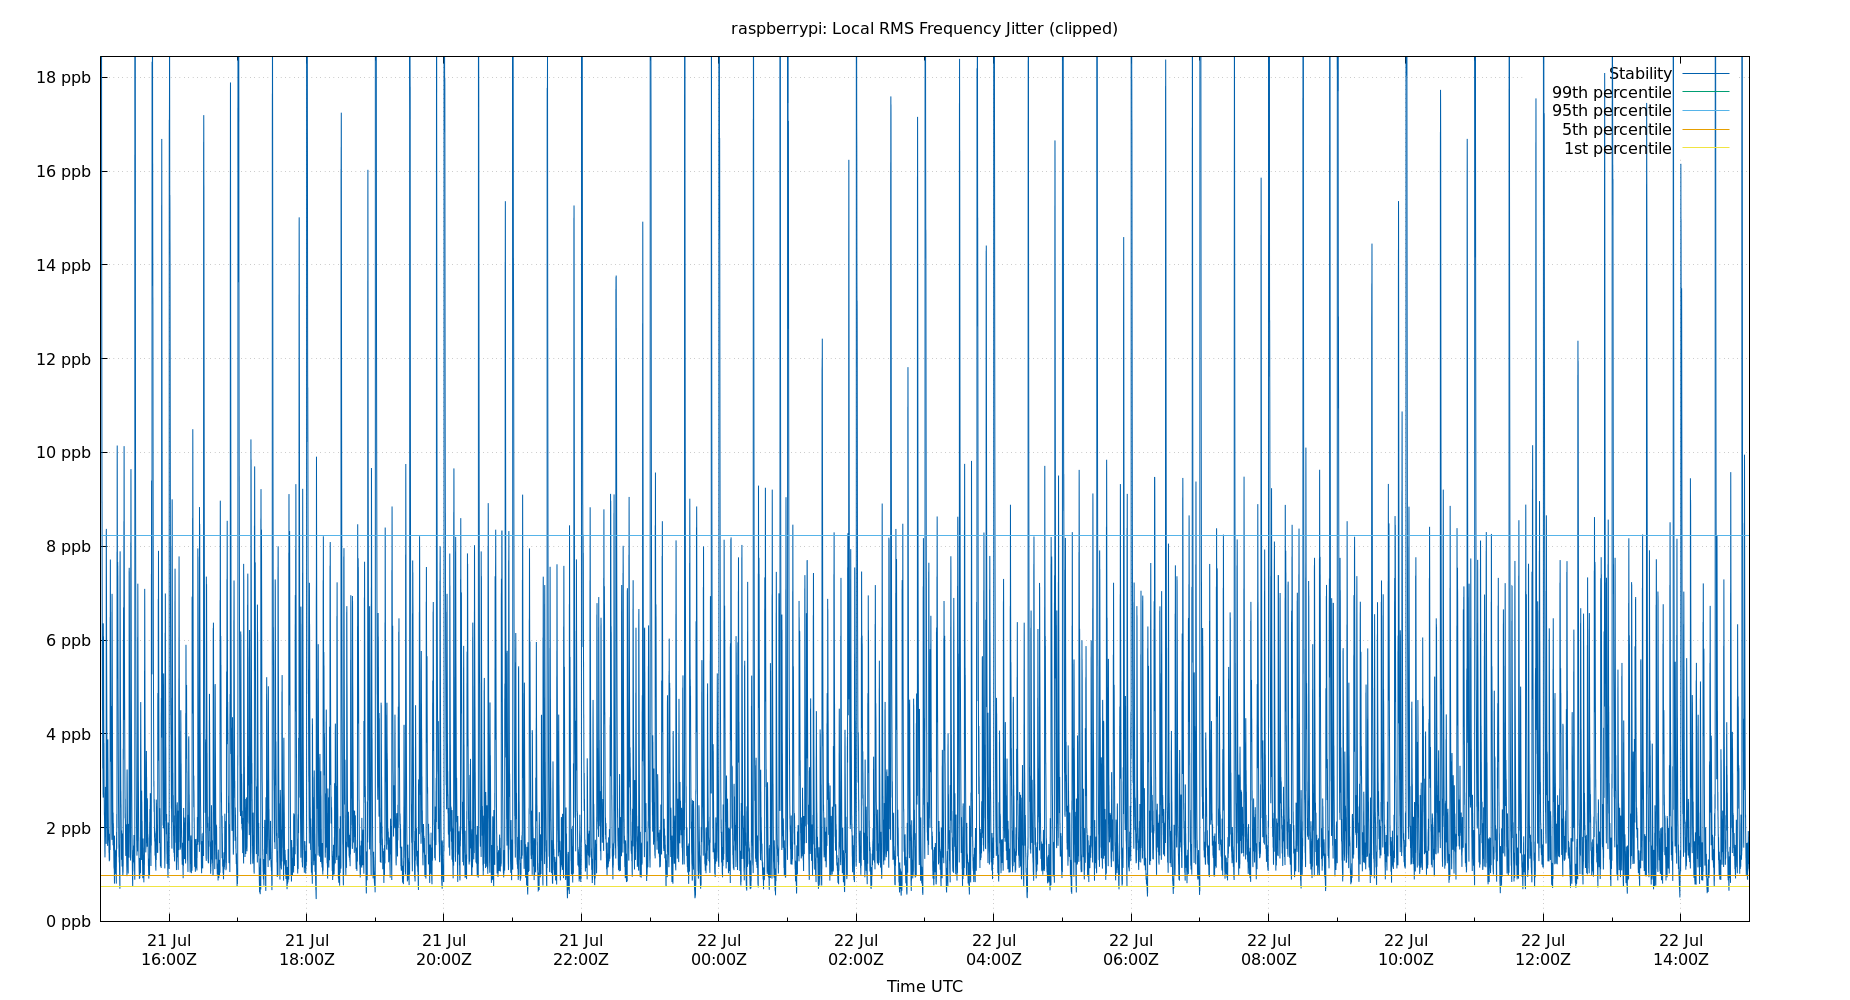 raspberrypi: Local RMS Frequency Jitter (clipped)
18 ppb
16 ppb
14 ppb
12 ppb
10 ppb
8 ppb
6 ppb
4 ppb
2 ppb
0 ppb
Stability
99th percentile
95th percentile
5th percentile
1st percentile
21 Jul 21 Jul 21 Jul 21 Jul 22 Jul 22 Jul 22 Jul 22 Jul 22 Jul 22 Jul 22 Jul 22 Jul
16:00Z 18:00Z 20:00Z 22:00Z 00:00Z 02:00Z 04:00Z 06:00Z 08:00Z 10:00Z 12:00Z 14:00Z
Time UTC